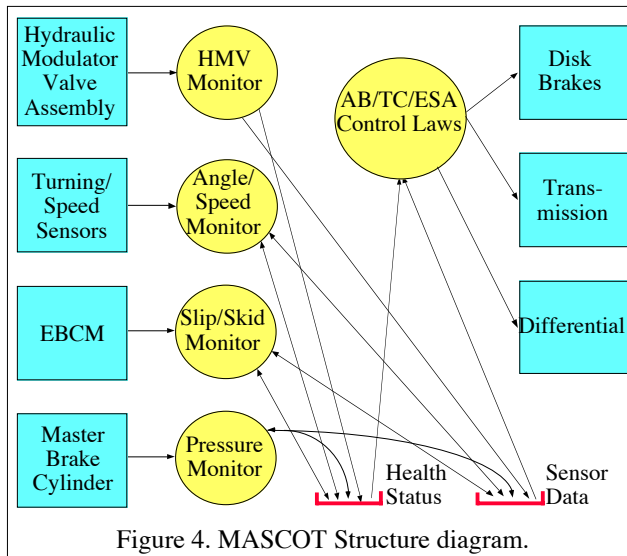 Hydraulic
Modulator
Valve
Assembly
HMV
Monitor
AB/TC/ESA
Control Laws
Disk
Brakes
Turning/
Speed
Sensors
Angle/
Speed
Monitor
Trans-
mission
EBCM
Slip/Skid
Monitor
Differential
Master
Brake
Cylinder
Pressure
Monitor
Health
Status
Sensor
Data
Figure 4. MASCOT Structure diagram.